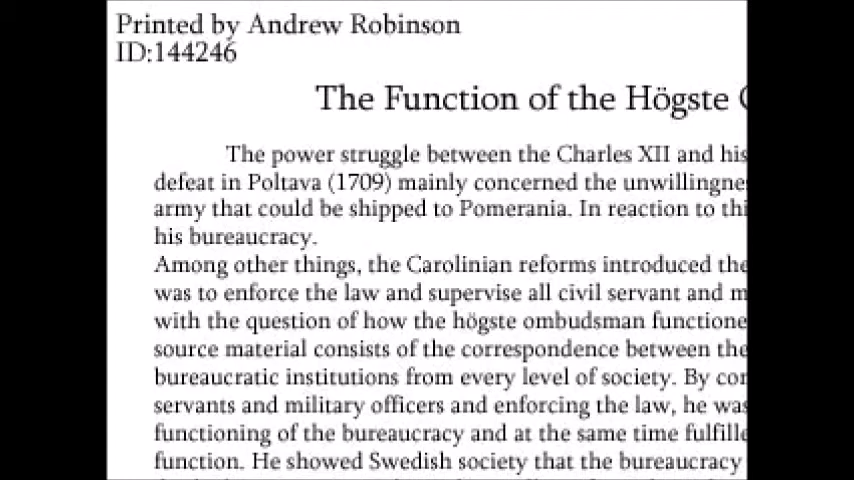 Printed by Andrew Robinson
ID:144246
The Function of the Högste
The power struggle between the Charles XII and his
defeat in Poltava (1709) mainly concerned the
army that could be shipped to Pomerania. In reaction to
his bureaucracy.
Among other things, the Carolinian reforms introduced the
was to enforce the law and supervise all civil servant and
with the question of how the högste ombudsman
source material consists of the correspondence between the
bureaucratic institutions from every level of society. By
servants and military officers and enforcing the law, he was
functioning of the bureaucracy and at the same time
function. He showed Swedish society that the bureaucracy